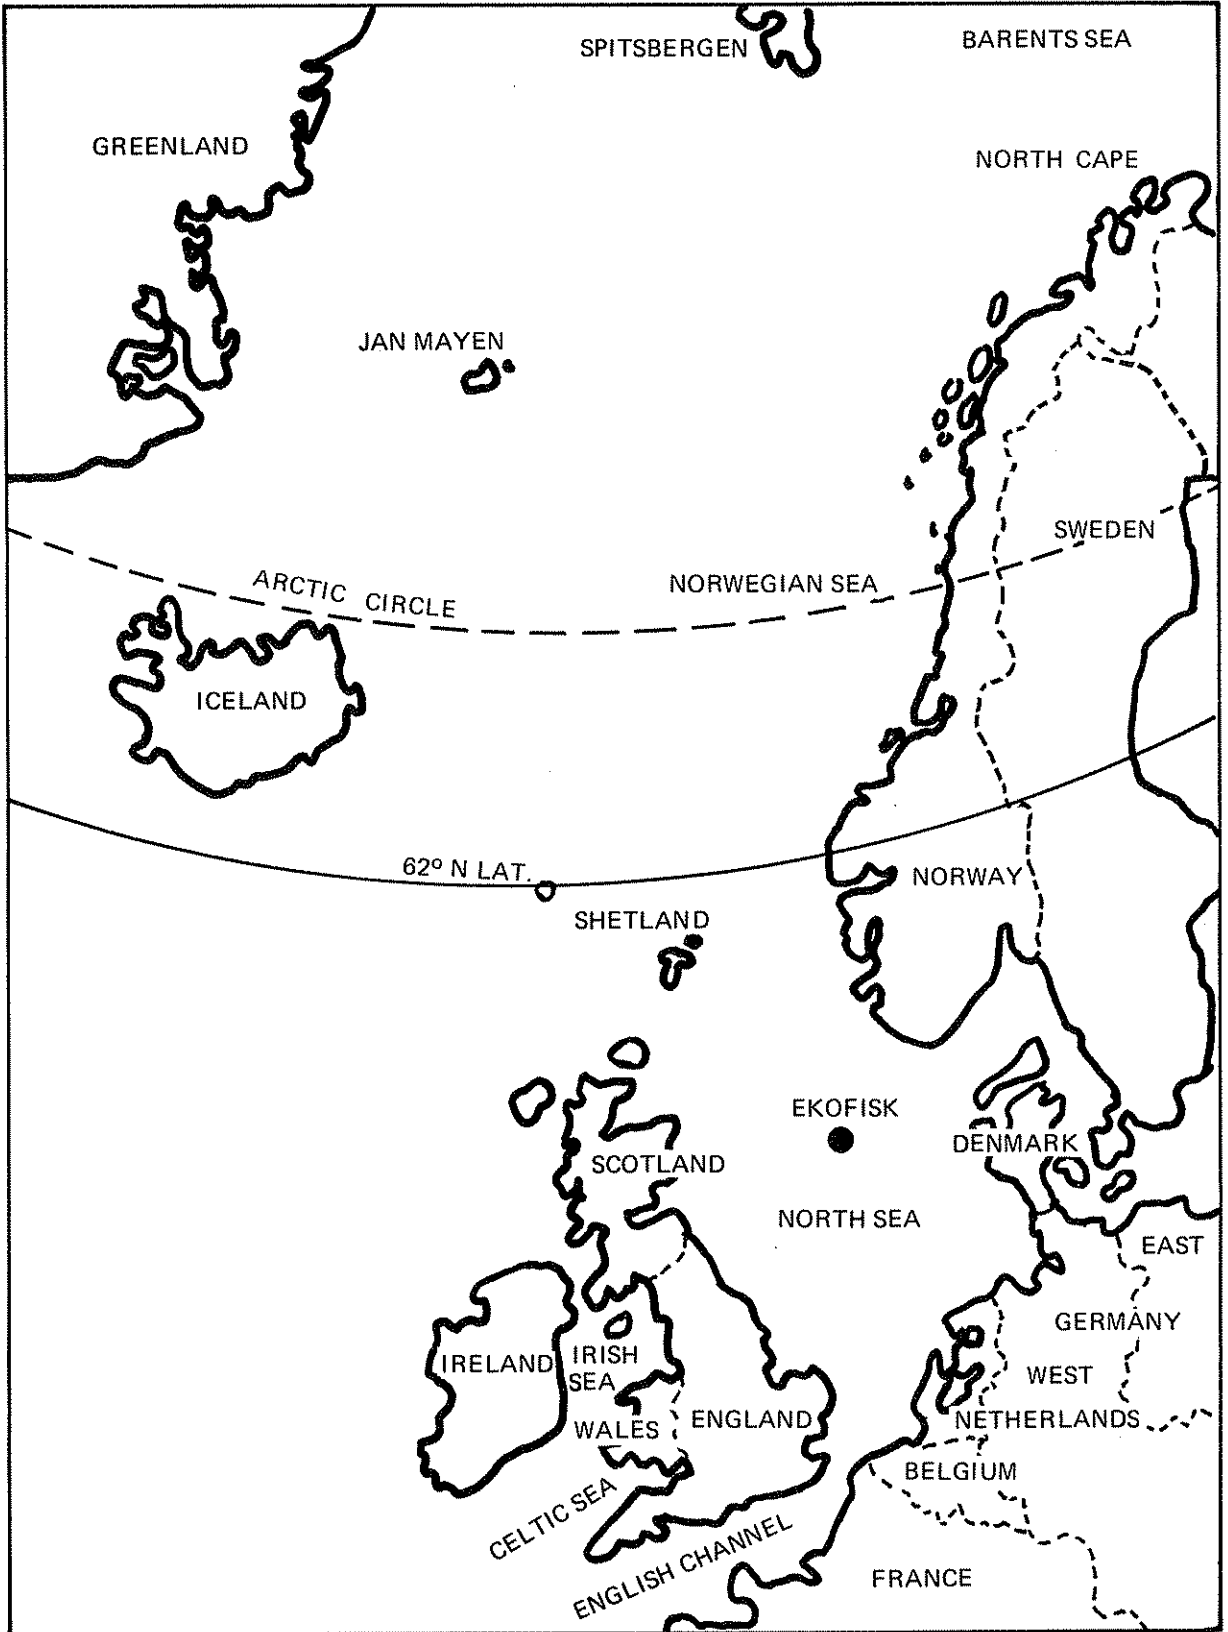 SPITSBERGEN
BARENTS SEA
GREENLAND
NORTH CAPE
JAN MAYEN
SWEDEN
ARCTIC CIRCLE
NORWEGIAN SEA
ICELAND
62º N LAT.
NORWAY
SHETLAND
EKOFISK
DENMARK
SCOTLAND
NORTH SEA
EAST
GERMANY
IRELAND
IRISH
SEA
WEST
WALES
ENGLAND
NETHERLANDS
BELGIUM
CELTIC SEA
ENGLISH CHANNEL
FRANCE